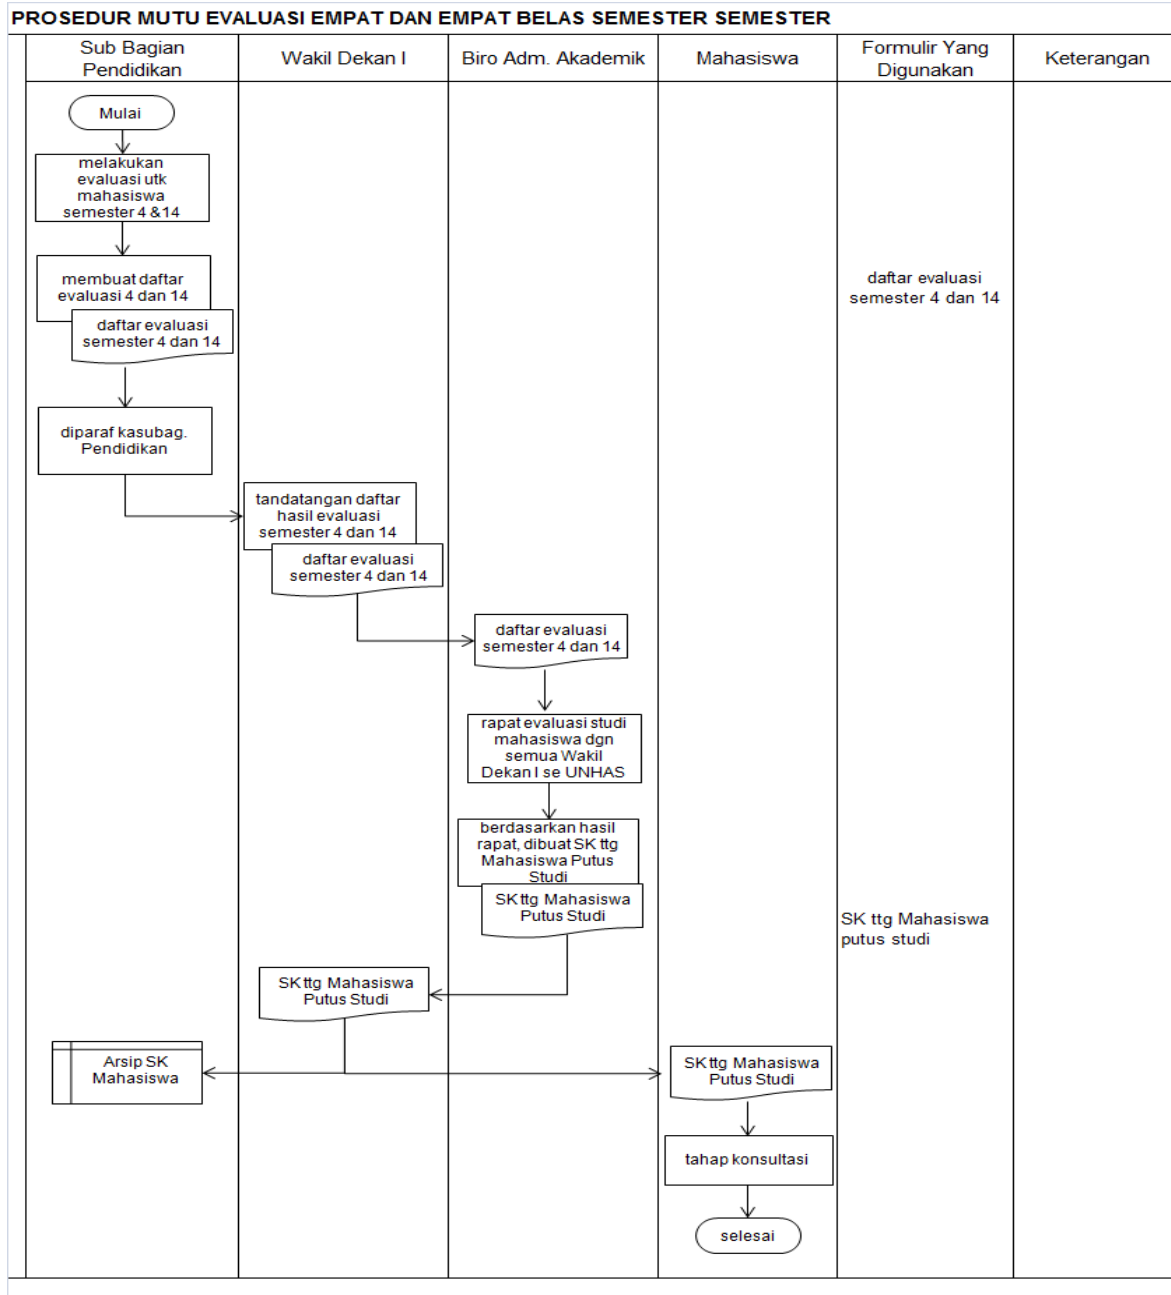 PROSEDUR MUTU EVALUASI EMPAT DAN EMPAT BELAS SEMESTER SEMESTER
Sub Bagian
Pendidikan
Wakil Dekan I
Biro Adm. Akademik
Mahasiswa
Formulir Yang
Digunakan
Keterangan
Mulai
melakukan
evaluasi utk
mahasiswa
semester 4 &14
membuat daftar
evaluasi 4 dan 14
daftar evaluasi
semester 4 dan 14
daftar evaluasi
semester 4 dan 14
diparaf kasubag.
Pendidikan
tandatangan daftar
hasil evaluasi
semester 4 dan 14
daftar evaluasi
semester 4 dan 14
daftar evaluasi
semester 4 dan 14
rapat evaluasi studi
mahasiswa dgn
semua Wakil
Dekan I se UNHAS
berdasarkan hasil
rapat, dibuat SK ttg
Mahasiswa Putus
Studi
SK ttg Mahasiswa
Putus Studi
SK ttg Mahasiswa
putus studi
SK ttg Mahasiswa
Putus Studi
Arsip SK
Mahasiswa
SK ttg Mahasiswa
Putus Studi
tahap konsultasi
selesai